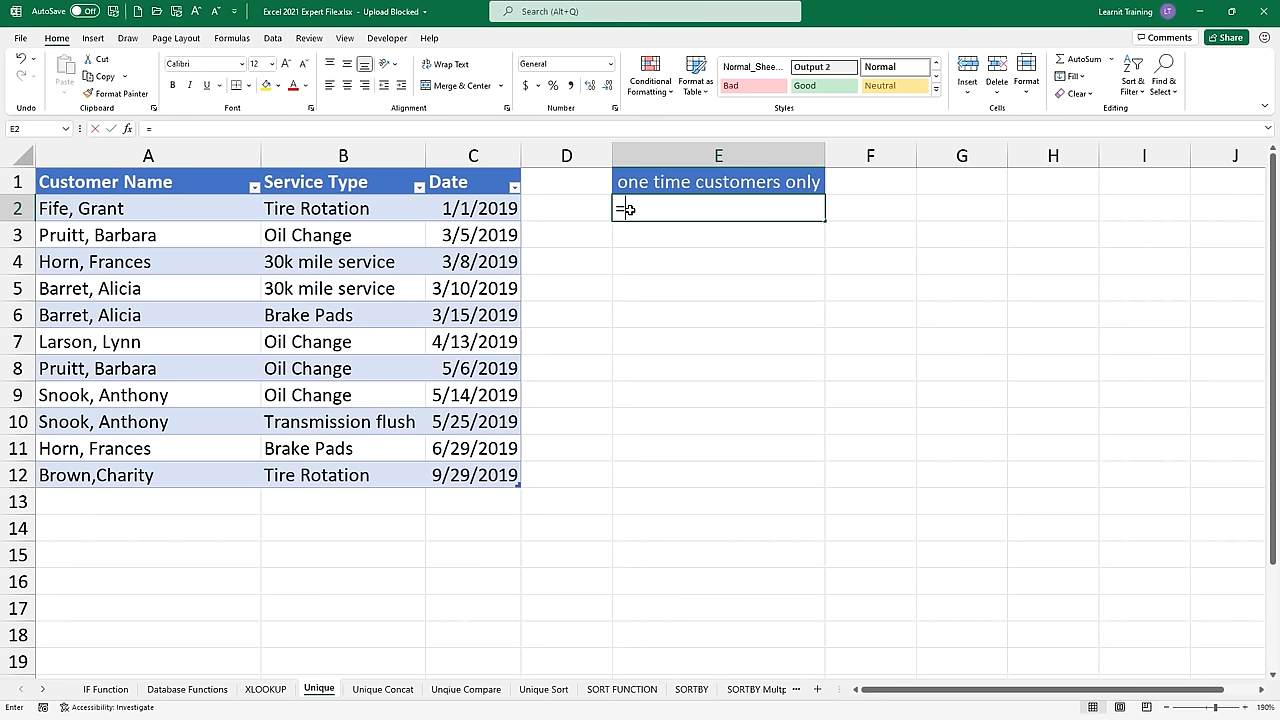 AutoSave Off Excel 2021 Expert File.xlsx - Upload Blocked Search (Alt+Q) Learnit Training LT
File Home Insert Draw Page Layout Formulas Data Review View Developer Help Comments Share
Undo
Paste
Cut
Copy
Format Painter
Clipboard
Calibri 12
B I U
Font
Wrap Text
Merge & Center
Alignment
General
$ % ,
Number
Conditional Formatting
Format as Table
Normal_Shee... Output 2 Normal
Bad Good Neutral
Styles
Insert Delete Format
Cells
AutoSum
Fill
Clear
Sort & Filter
Find & Select
Editing
E2 fx =
A B C D E F G H I J
1 Customer Name Service Type Date one time customers only
2 Fife, Grant Tire Rotation 1/1/2019 =
3 Pruitt, Barbara Oil Change 3/5/2019
4 Horn, Frances 30k mile service 3/8/2019
5 Barret, Alicia 30k mile service 3/10/2019
6 Barret, Alicia Brake Pads 3/15/2019
7 Larson, Lynn Oil Change 4/13/2019
8 Pruitt, Barbara Oil Change 5/6/2019
9 Snook, Anthony Oil Change 5/14/2019
10 Snook, Anthony Transmission flush 5/25/2019
11 Horn, Frances Brake Pads 6/29/2019
12 Brown,Charity Tire Rotation 9/29/2019
13
14
15
16
17
18
19
IF Function Database Functions XLOOKUP Unique Unique Concat Unqiue Compare Unique Sort SORT FUNCTION SORTBY SORTBY Multp ...
Enter Accessibility: Investigate 190%